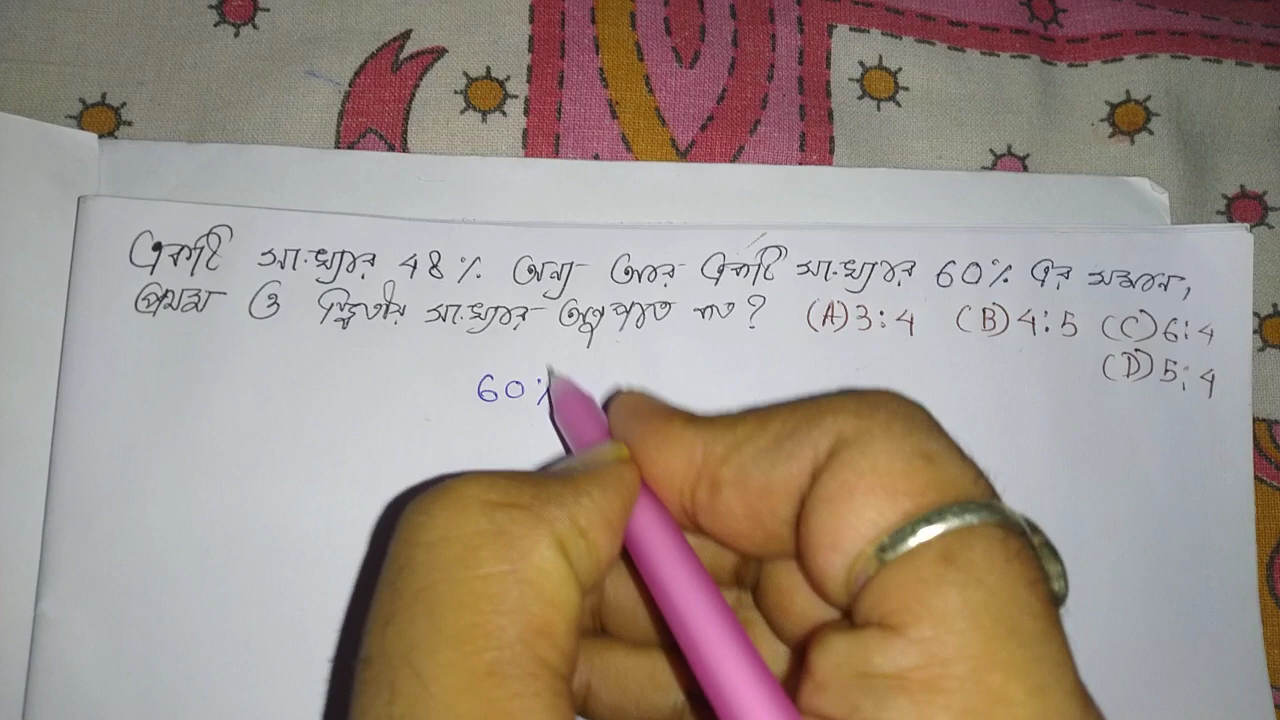 একটি সংখ্যার 48% অন্য আর একটি সংখ্যার 60% এর সমান,
প্রথম ও দ্বিতীয় সংখ্যার অনুপাত কত? (A) 3:4 (B) 4:5 (C) 6:4
(D) 5:4
60%